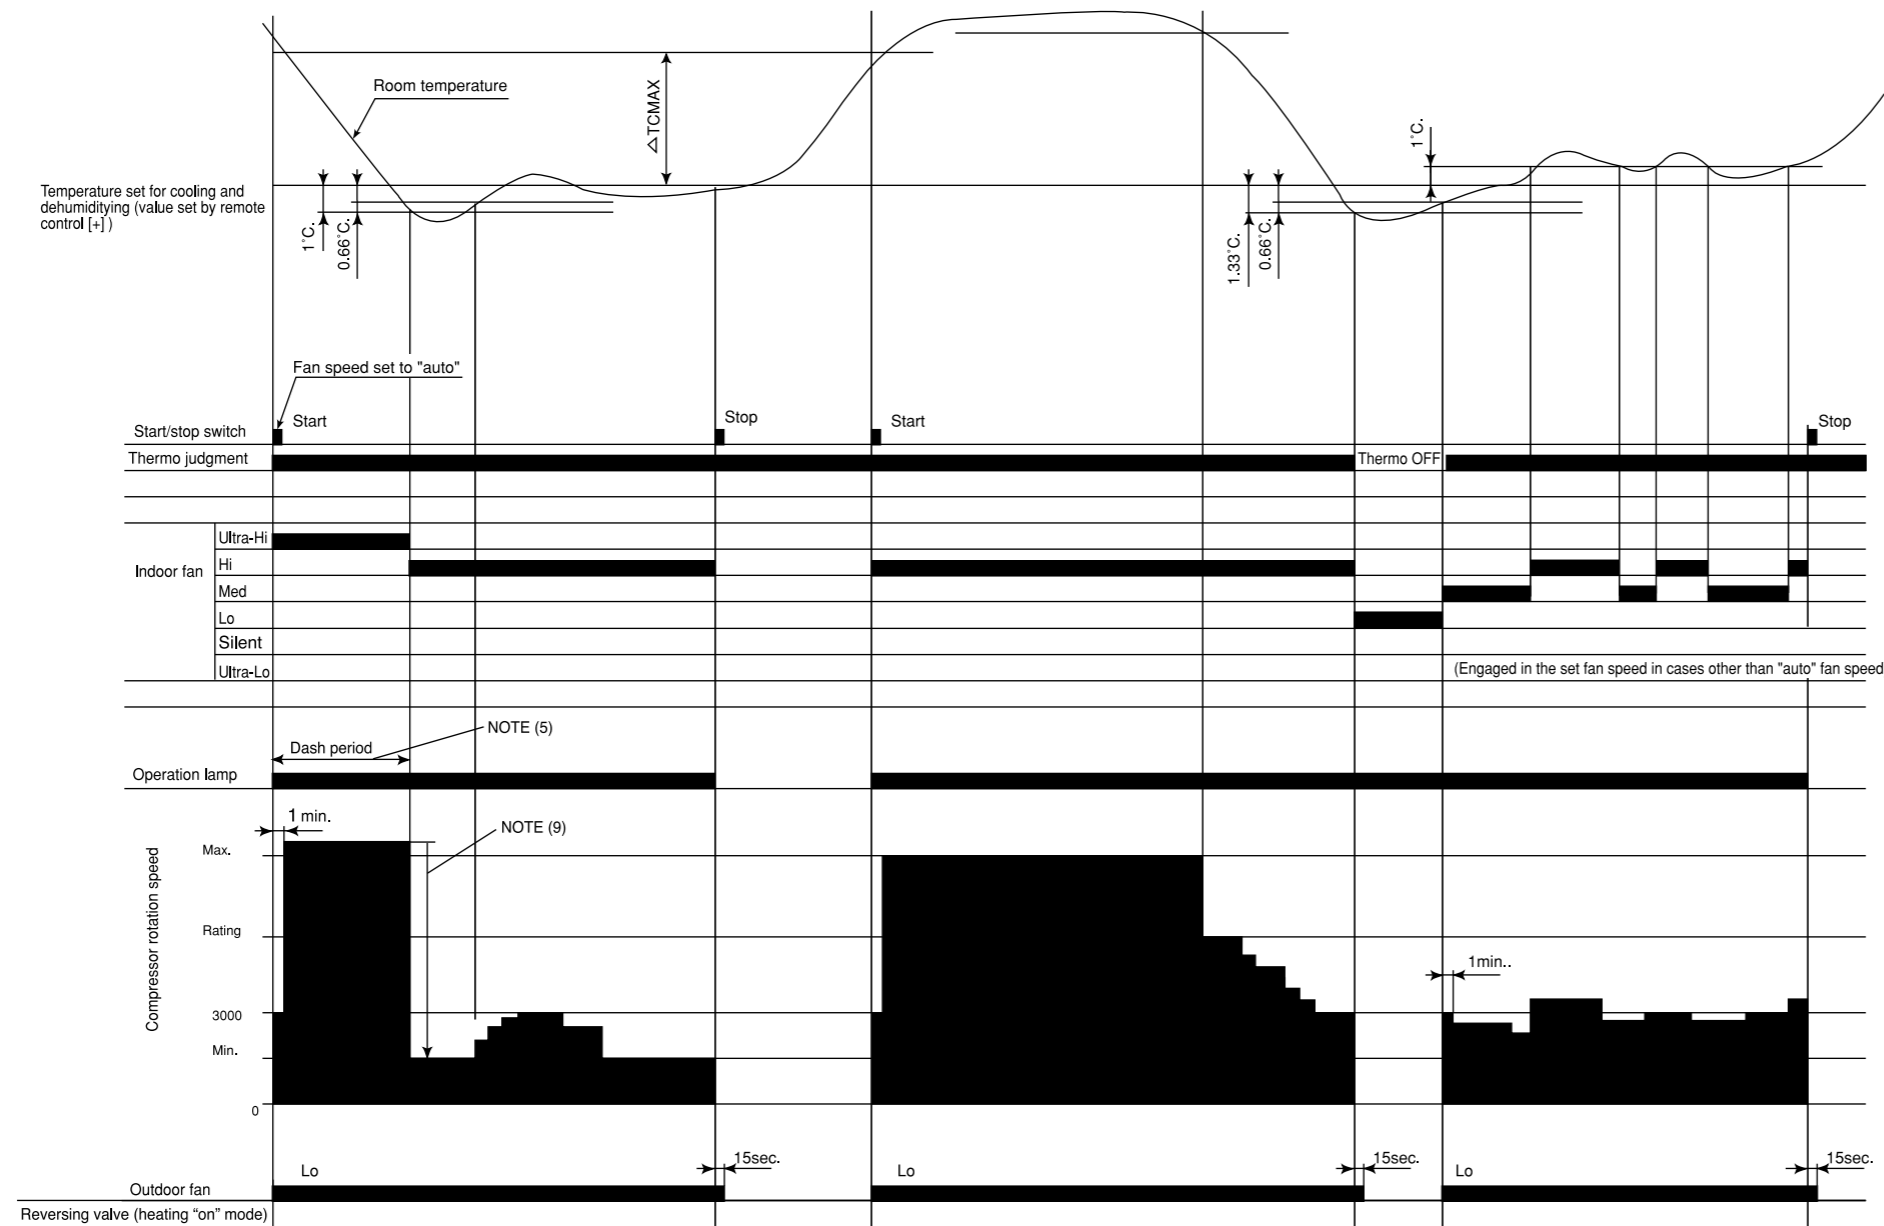 Room temperature
△TCMAX
1˚C.
Temperature set for cooling and
dehumiditying (value set by remote
control [+] )
1˚C.
0.66˚C.
1.33˚C.
0.66˚C.
Fan speed set to "auto"
Start/stop switch
Start
Stop
Start
Stop
Thermo judgment
Thermo OFF
Indoor fan
Ultra-Hi
Hi
Med
Lo
Silent
Ultra-Lo
(Engaged in the set fan speed in cases other than "auto" fan speed
NOTE (5)
Dash period
Operation lamp
1 min.
NOTE (9)
Compressor rotation speed
Max.
Rating
3000
Min.
0
1min..
Lo
15sec.
Lo
15sec.
Lo
15sec.
Outdoor fan
Reversing valve (heating “on” mode)